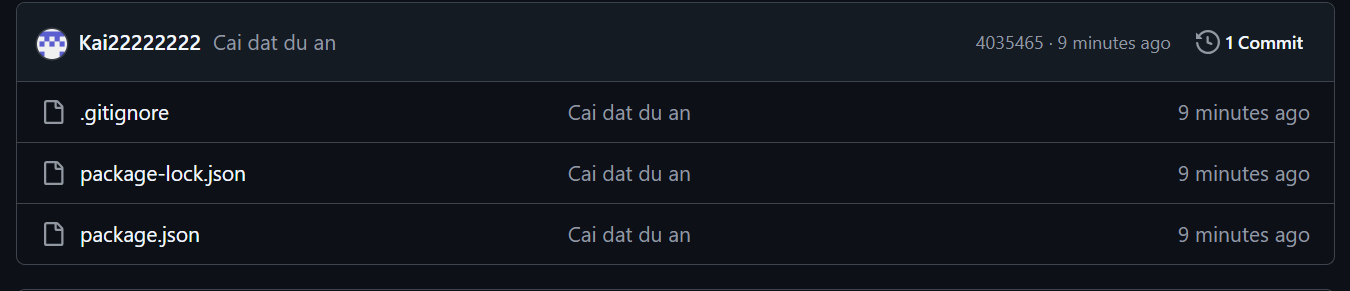 Kai22222222 Cai dat du an 4035465 · 9 minutes ago 1 Commit
.gitignore Cai dat du an 9 minutes ago
package-lock.json Cai dat du an 9 minutes ago
package.json Cai dat du an 9 minutes ago